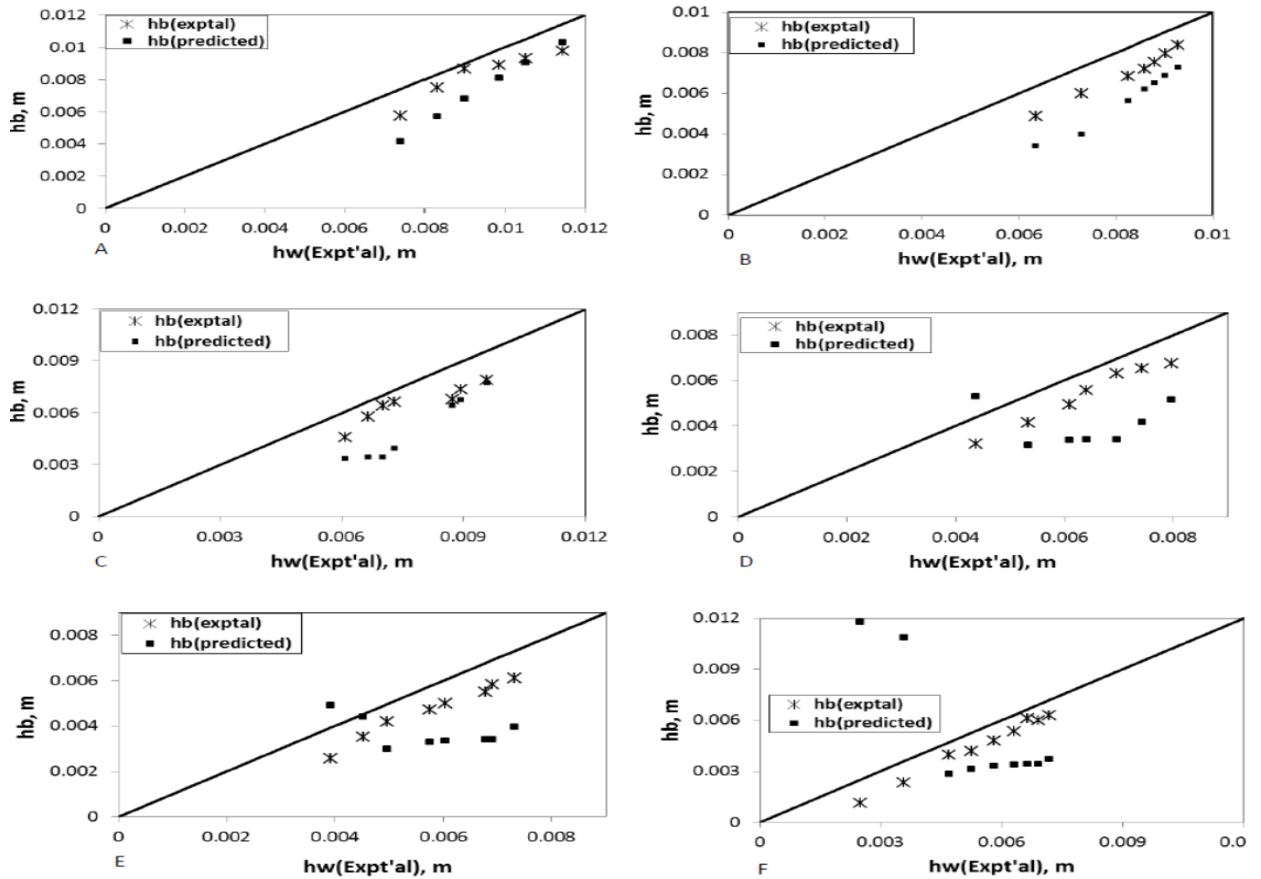 0.012
0.01
0.008
0.006
0.004
0.002
0
hb, m
hb(exptal)
hb(predicted)
0 0.002 0.004 0.006 0.008 0.01 0.012
hw(Expt'al), m
A
0.01
0.008
0.006
0.004
0.002
0
hb, m
hb(exptal)
hb(predicted)
0 0.002 0.004 0.006 0.008 0.01
hw(Expt'al), m
B
0.012
0.009
0.006
0.003
0
hb, m
hb(exptal)
hb(predicted)
0 0.003 0.006 0.009 0.012
hw(Expt'al), m
C
0.008
0.006
0.004
0.002
0
hb, m
hb(exptal)
hb(predicted)
0 0.002 0.004 0.006 0.008
hw(Expt'al), m
D
0.008
0.006
0.004
0.002
0
hb, m
hb(exptal)
hb(predicted)
0 0.002 0.004 0.006 0.008
hw(Expt'al), m
E
0.012
0.009
0.006
0.003
0
hb, m
hb(exptal)
hb(predicted)
0 0.003 0.006 0.009 0.0
hw(Expt'al), m
F